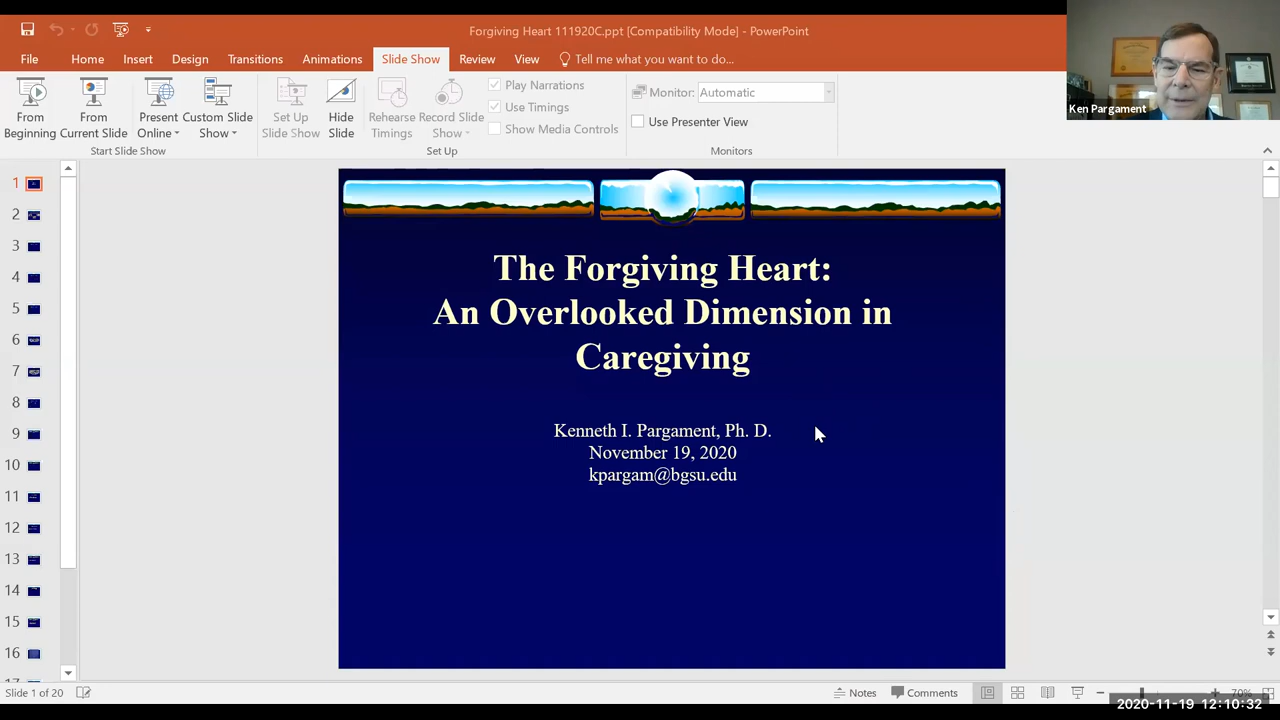 Forgiving Heart 111920C.ppt [Compatibility Mode] - PowerPoint
File Home Insert Design Transitions Animations Slide Show Review View Tell me what you want to do...
From Beginning
From Current Slide
Present Online
Custom Slide Show
Start Slide Show
Set Up Slide Show
Hide Slide
Rehearse Timings
Record Slide Show
Play Narrations
Use Timings
Show Media Controls
Set Up
Monitor: Automatic
Use Presenter View
Monitors
Ken Pargament
1
2
3
4
5
6
7
8
9
10
11
12
13
14
15
16
The Forgiving Heart:
An Overlooked Dimension in
Caregiving
Kenneth I. Pargament, Ph. D.
November 19, 2020
kpargam@bgsu.edu
Slide 1 of 20
Notes Comments
70%
2020-11-19 12:10:32